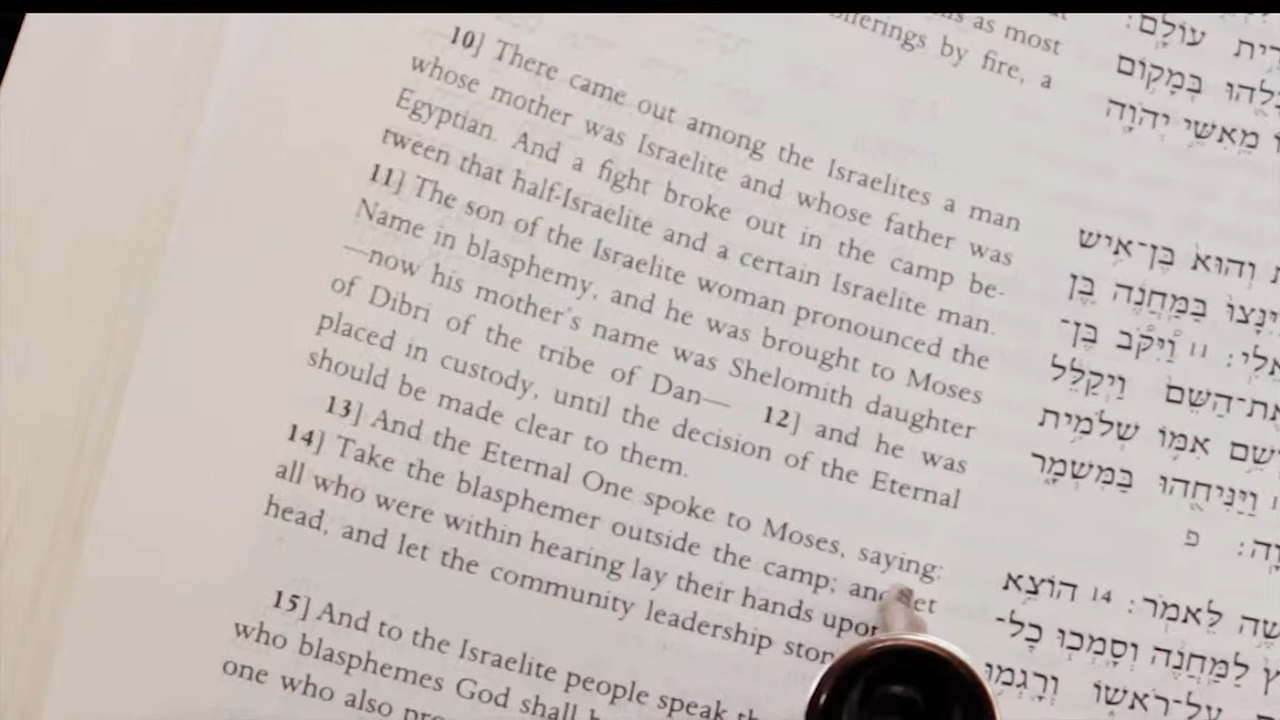 as most
offerings by fire, a
10] There came out among the Israelites a man
whose mother was Israelite and whose father was
Egyptian. And a fight broke out in the camp be-
tween that half-Israelite and a certain Israelite man.
11] The son of the Israelite woman pronounced the
Name in blasphemy, and he was brought to Moses
—now his mother's name was Shelomith daughter
of Dibri of the tribe of Dan— 12] and he was
placed in custody, until the decision of the Eternal
should be made clear to them.
13] And the Eternal One spoke to Moses, saying:
14] Take the blasphemer outside the camp; and let
all who were within hearing lay their hands upon
head, and let the community leadership
15] And to the Israelite people speak
who blasphemes God shall
one who also
עוֹלָֽם׃
בְּמָק֣וֹם
מֵאִשֵּׁ֥י יְהֹוָ֖ה
וְה֛וּא בֶּן־אִ֥ישׁ
בַּֽמַּחֲנֶ֔ה בֶּ֚ן
11 וַ֠יִּקֹּ֠ב בֶּן־
אֶת־הַשֵּׁם֙ וַיְקַלֵּ֔ל
אִמּ֛וֹ שְׁלֹמִ֥ית
וַיַּנִּיחֻ֖הוּ בַּמִּשְׁמָ֑ר
פ
לֵּאמֹֽר׃ 14 הוֹצֵ֣א
לַֽמַּחֲנֶ֔ה וְסָמְכ֧וּ כׇֽל־
עַל־רֹאשׁ֑וֹ וְרָגְמ֥וּ